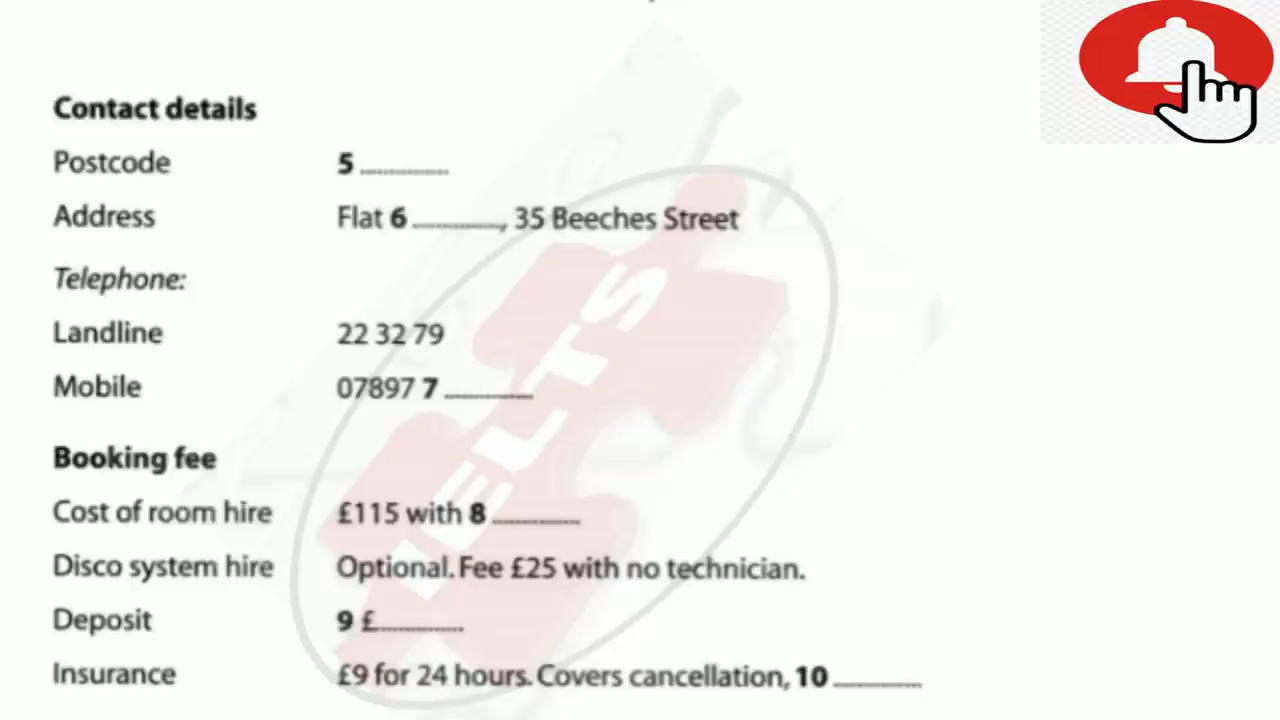 Contact details
Postcode 5 ................
Address Flat 6 ................, 35 Beeches Street
Telephone:
Landline 22 32 79
Mobile 07897 7 ................
Booking fee
Cost of room hire £115 with 8 ................
Disco system hire Optional. Fee £25 with no technician.
Deposit 9 £................
Insurance £9 for 24 hours. Covers cancellation, 10 ................
IELTS